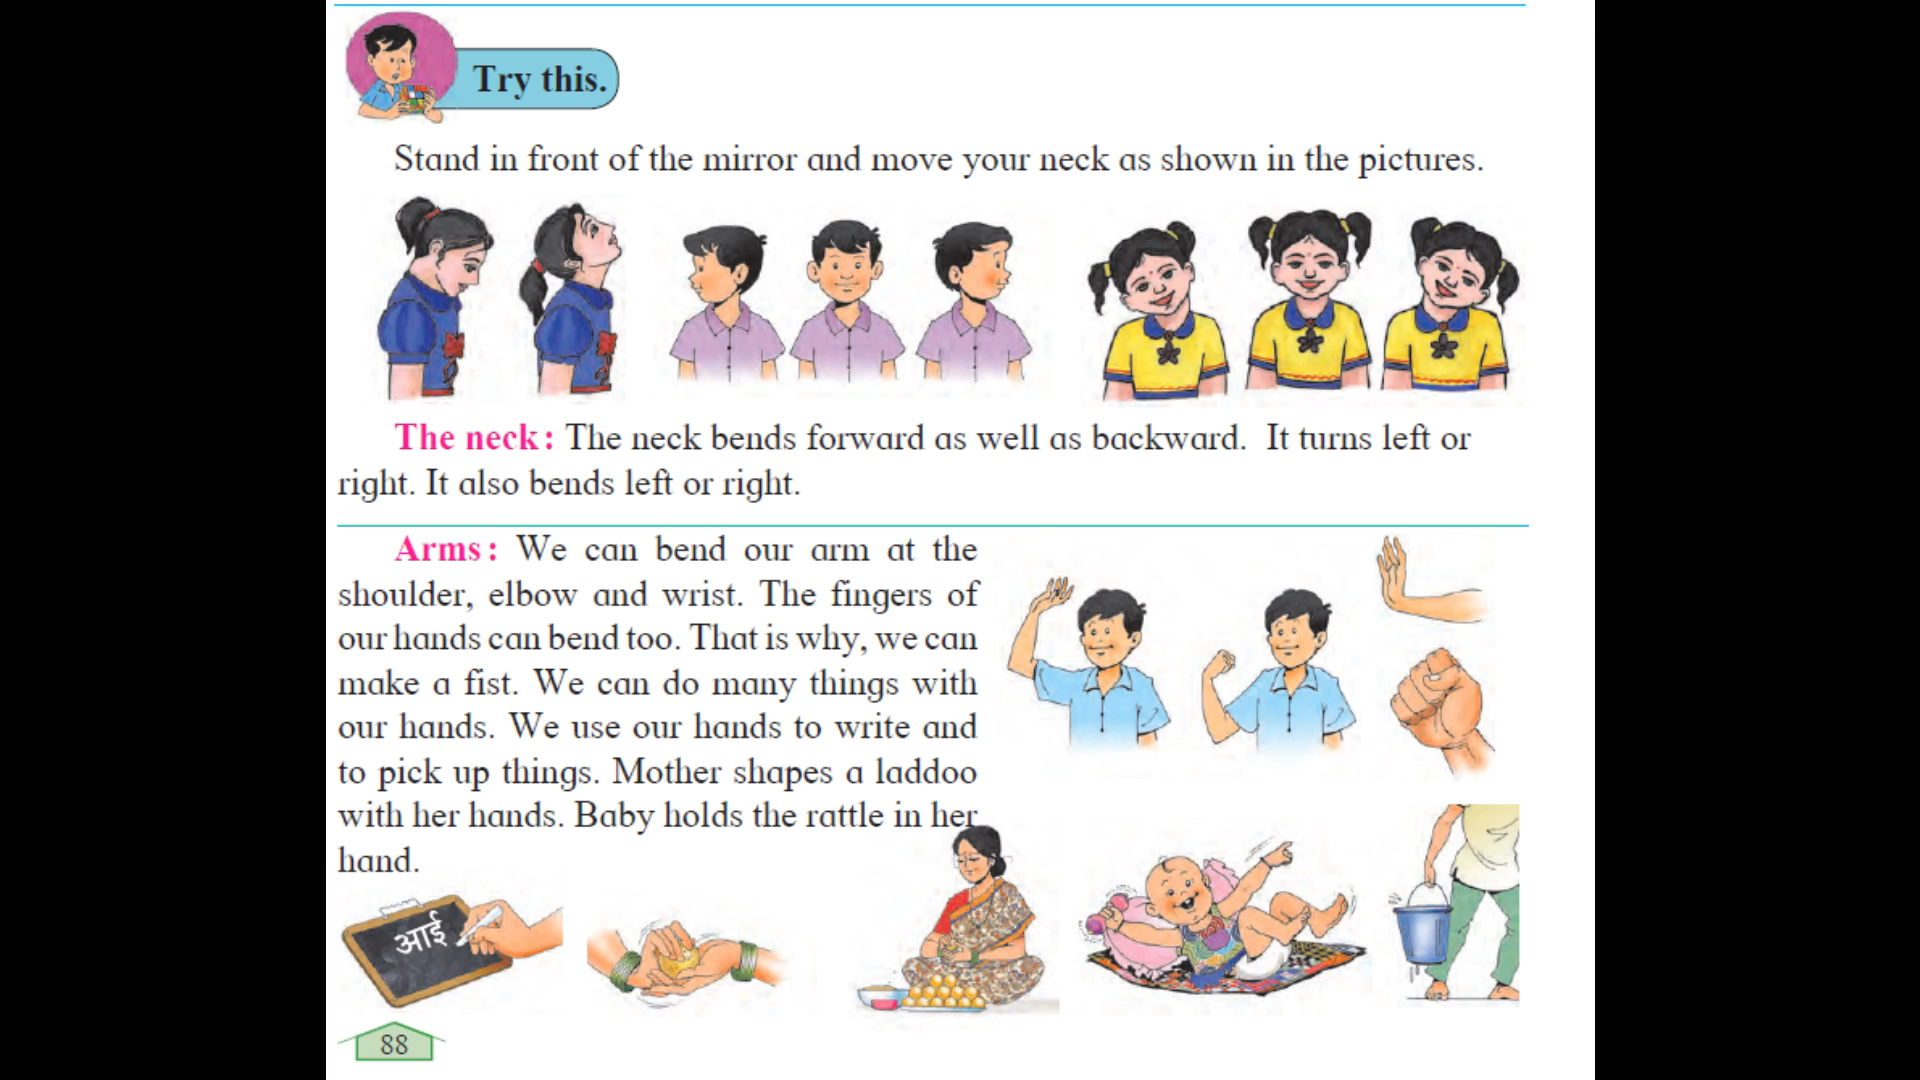 Try this.
Stand in front of the mirror and move your neck as shown in the pictures.
The neck: The neck bends forward as well as backward. It turns left or
right. It also bends left or right.
Arms: We can bend our arm at the
shoulder, elbow and wrist. The fingers of
our hands can bend too. That is why, we can
make a fist. We can do many things with
our hands. We use our hands to write and
to pick up things. Mother shapes a laddoo
with her hands. Baby holds the rattle in her
hand.
आई
88